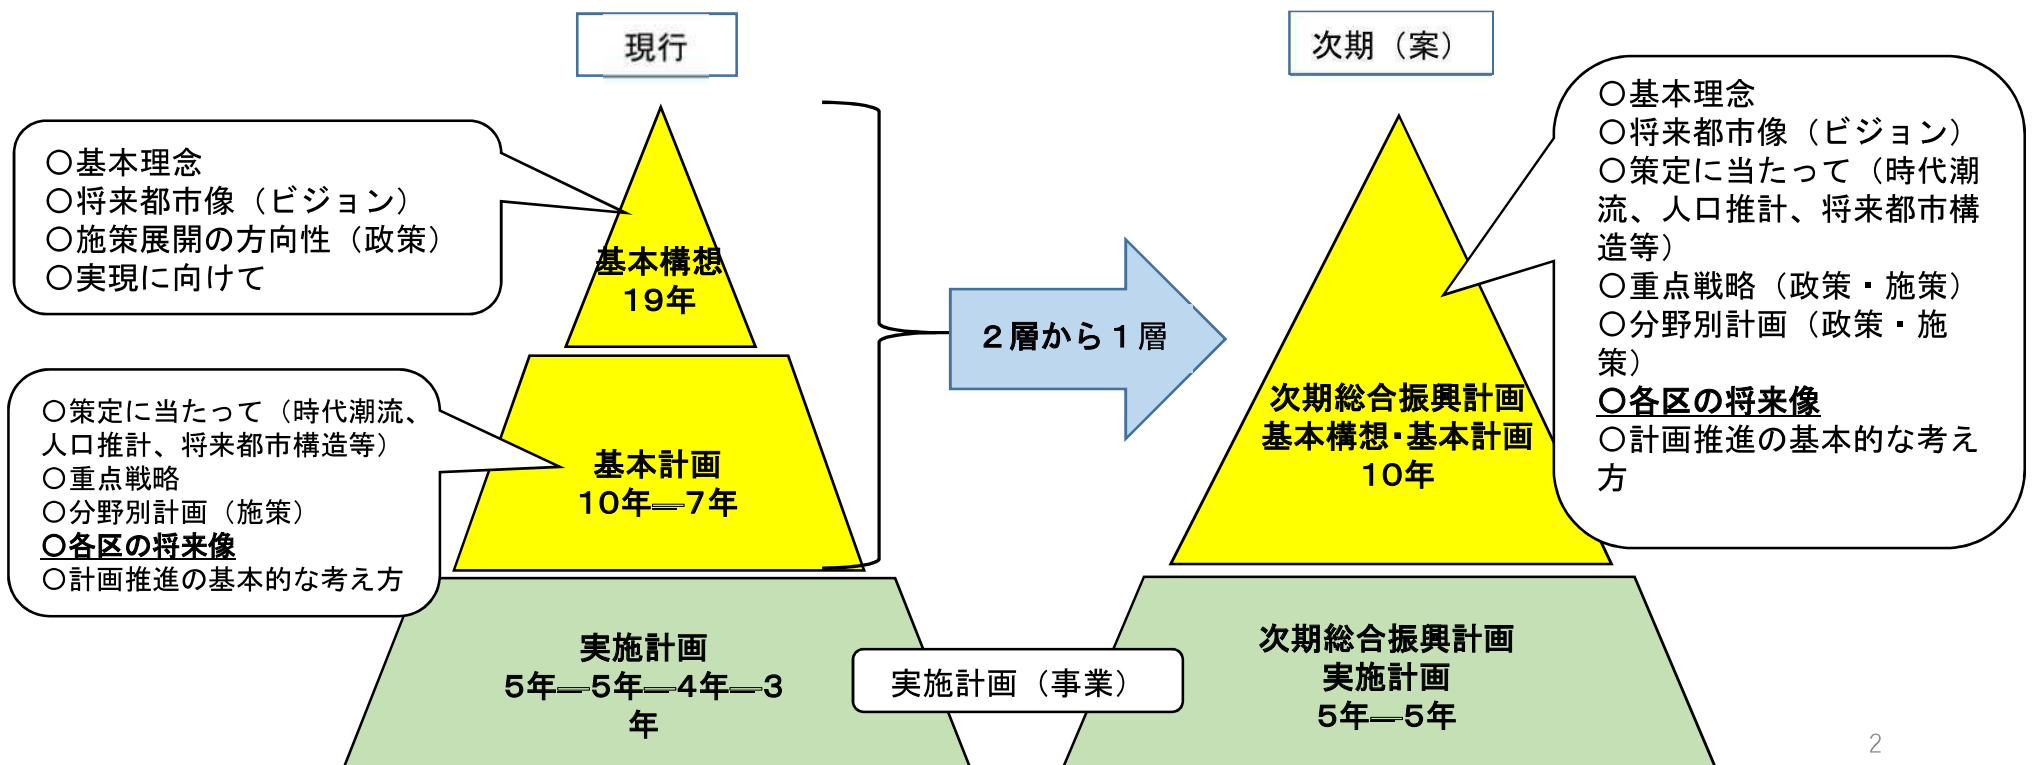 現行
○基本理念
○将来都市像（ビジョン）
○施策展開の方向性（政策）
○実現に向けて
基本構想
19年
○策定に当たって（時代潮流、
人口推計、将来都市構造等）
○重点戦略
○分野別計画（施策）
○各区の将来像
○計画推進の基本的な考え方
基本計画
10年―7年
実施計画
5年―5年―4年―3
年
２層から１層
実施計画（事業）
次期（案）
○基本理念
○将来都市像（ビジョン）
○策定に当たって（時代潮
流、人口推計、将来都市構
造等）
○重点戦略（政策・施策）
○分野別計画（政策・施
策）
○各区の将来像
○計画推進の基本的な考え
方
次期総合振興計画
基本構想・基本計画
10年
次期総合振興計画
実施計画
5年―5年
2